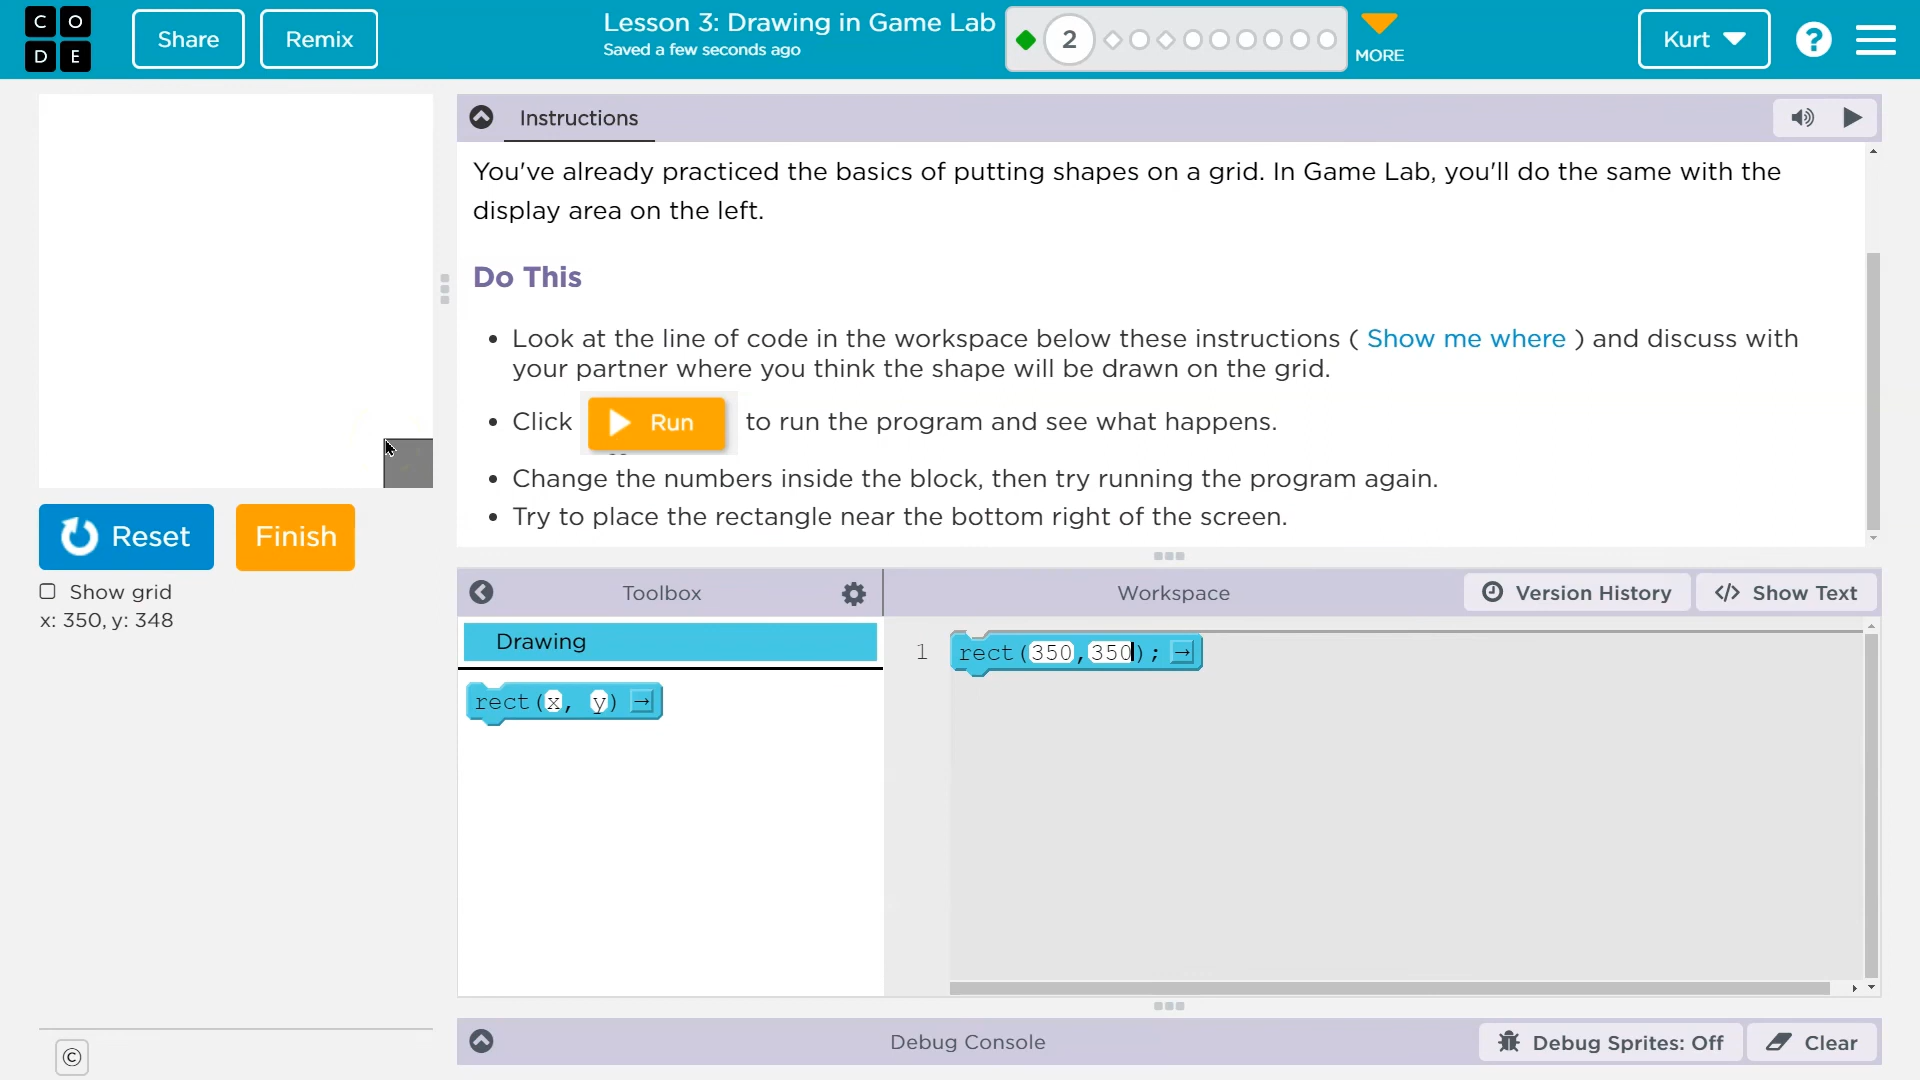 C O
D E
Share
Remix
Lesson 3: Drawing in Game Lab
Saved a few seconds ago
2
MORE
Kurt
?
Instructions
You've already practiced the basics of putting shapes on a grid. In Game Lab, you'll do the same with the
display area on the left.
Do This
• Look at the line of code in the workspace below these instructions ( Show me where ) and discuss with
your partner where you think the shape will be drawn on the grid.
• Click Run to run the program and see what happens.
• Change the numbers inside the block, then try running the program again.
• Try to place the rectangle near the bottom right of the screen.
Reset
Finish
Show grid
x: 350, y: 348
Toolbox
Workspace
Version History
</> Show Text
Drawing
rect(x, y) →
1
rect(350,350); →
Debug Console
Debug Sprites: Off
Clear
©